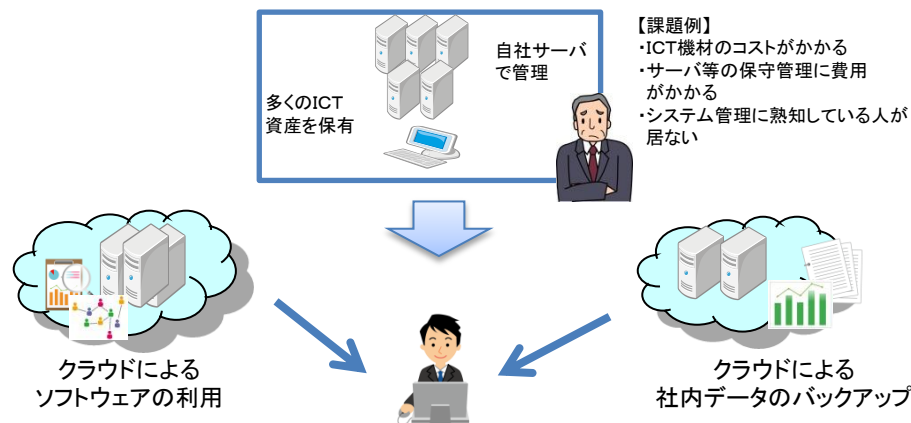 多くのICT
資産を保有
自社サーバ
で管理
【課題例】
・ICT機材のコストがかかる
・サーバ等の保守管理に費用
がかかる
・システム管理に熟知している人が
居ない
クラウドによる
ソフトウェアの利用
クラウドによる
社内データのバックアップ